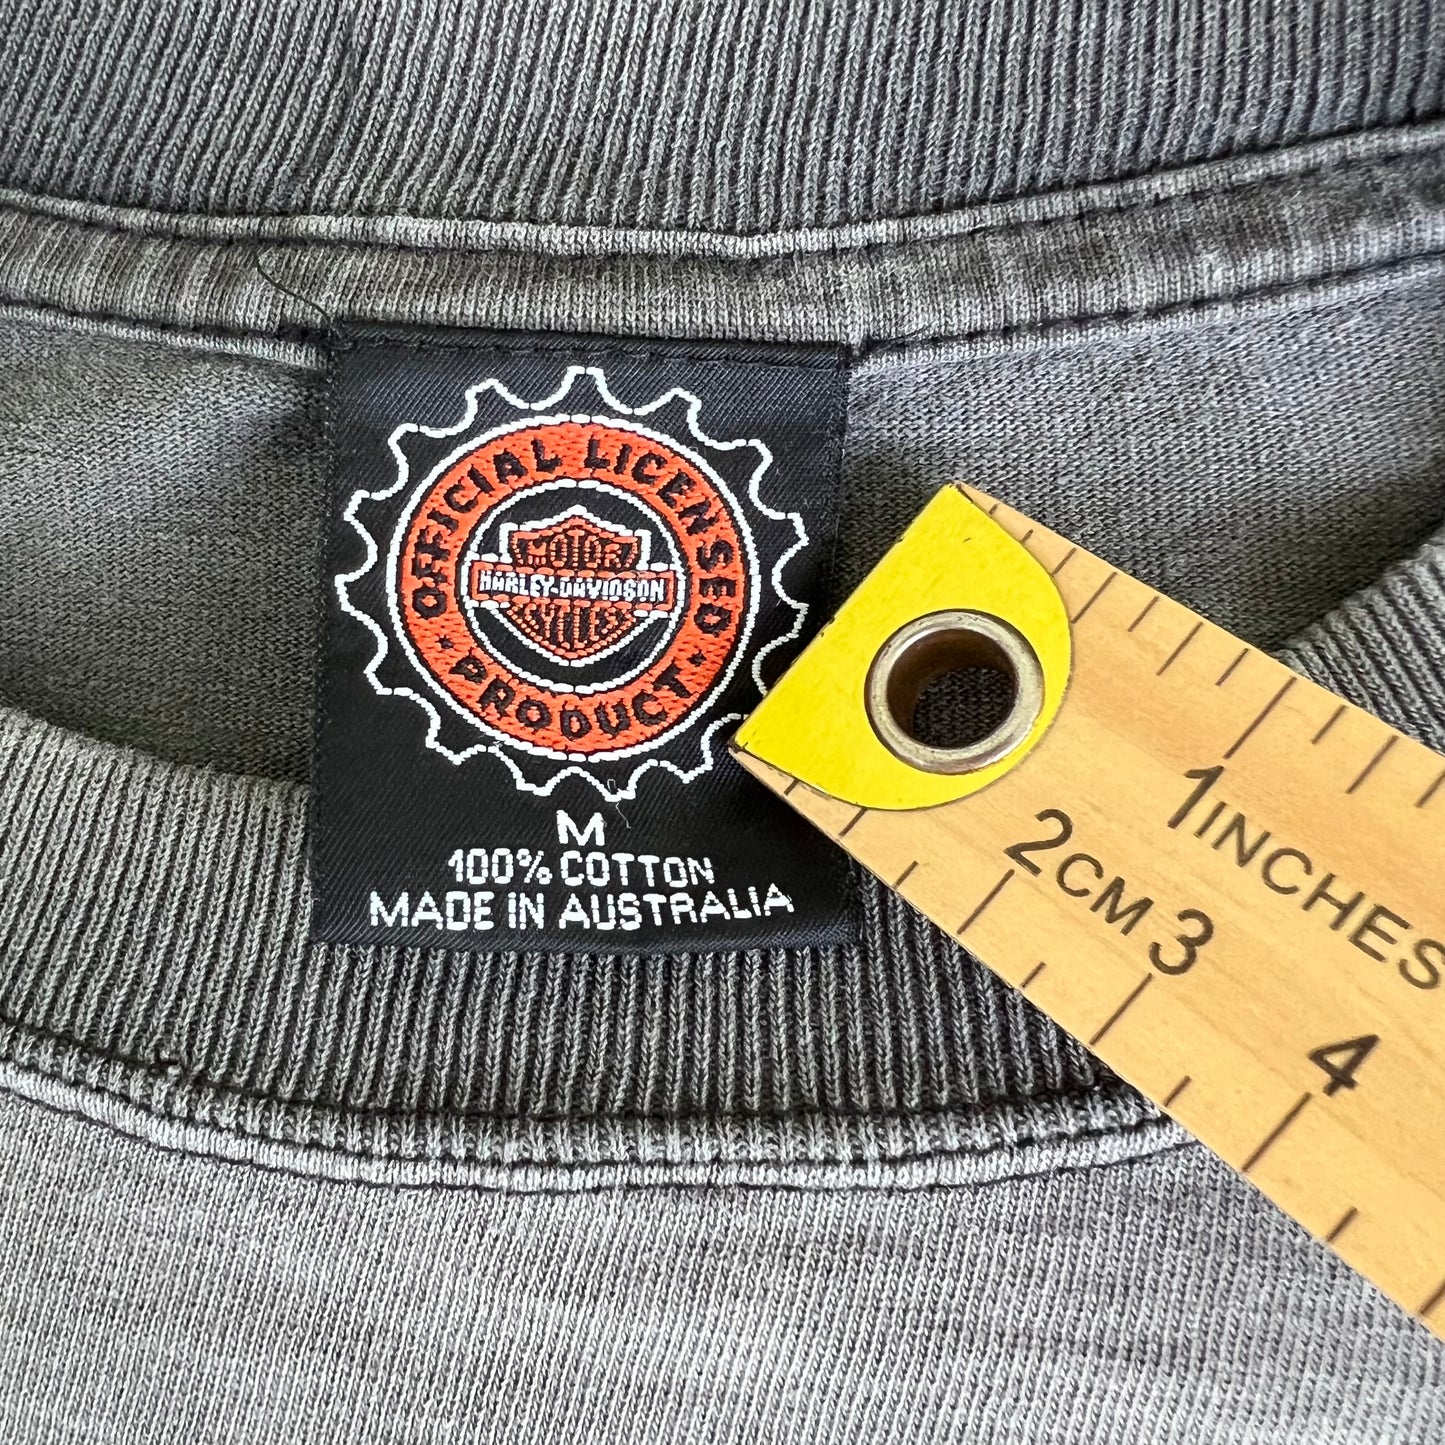 OFFICIAL LICENSED
PRODUCT
MOTOR
HARLEY-DAVIDSON
CYCLES
M
100% COTTON
MADE IN AUSTRALIA
1 INCHES
2 CM 3
4